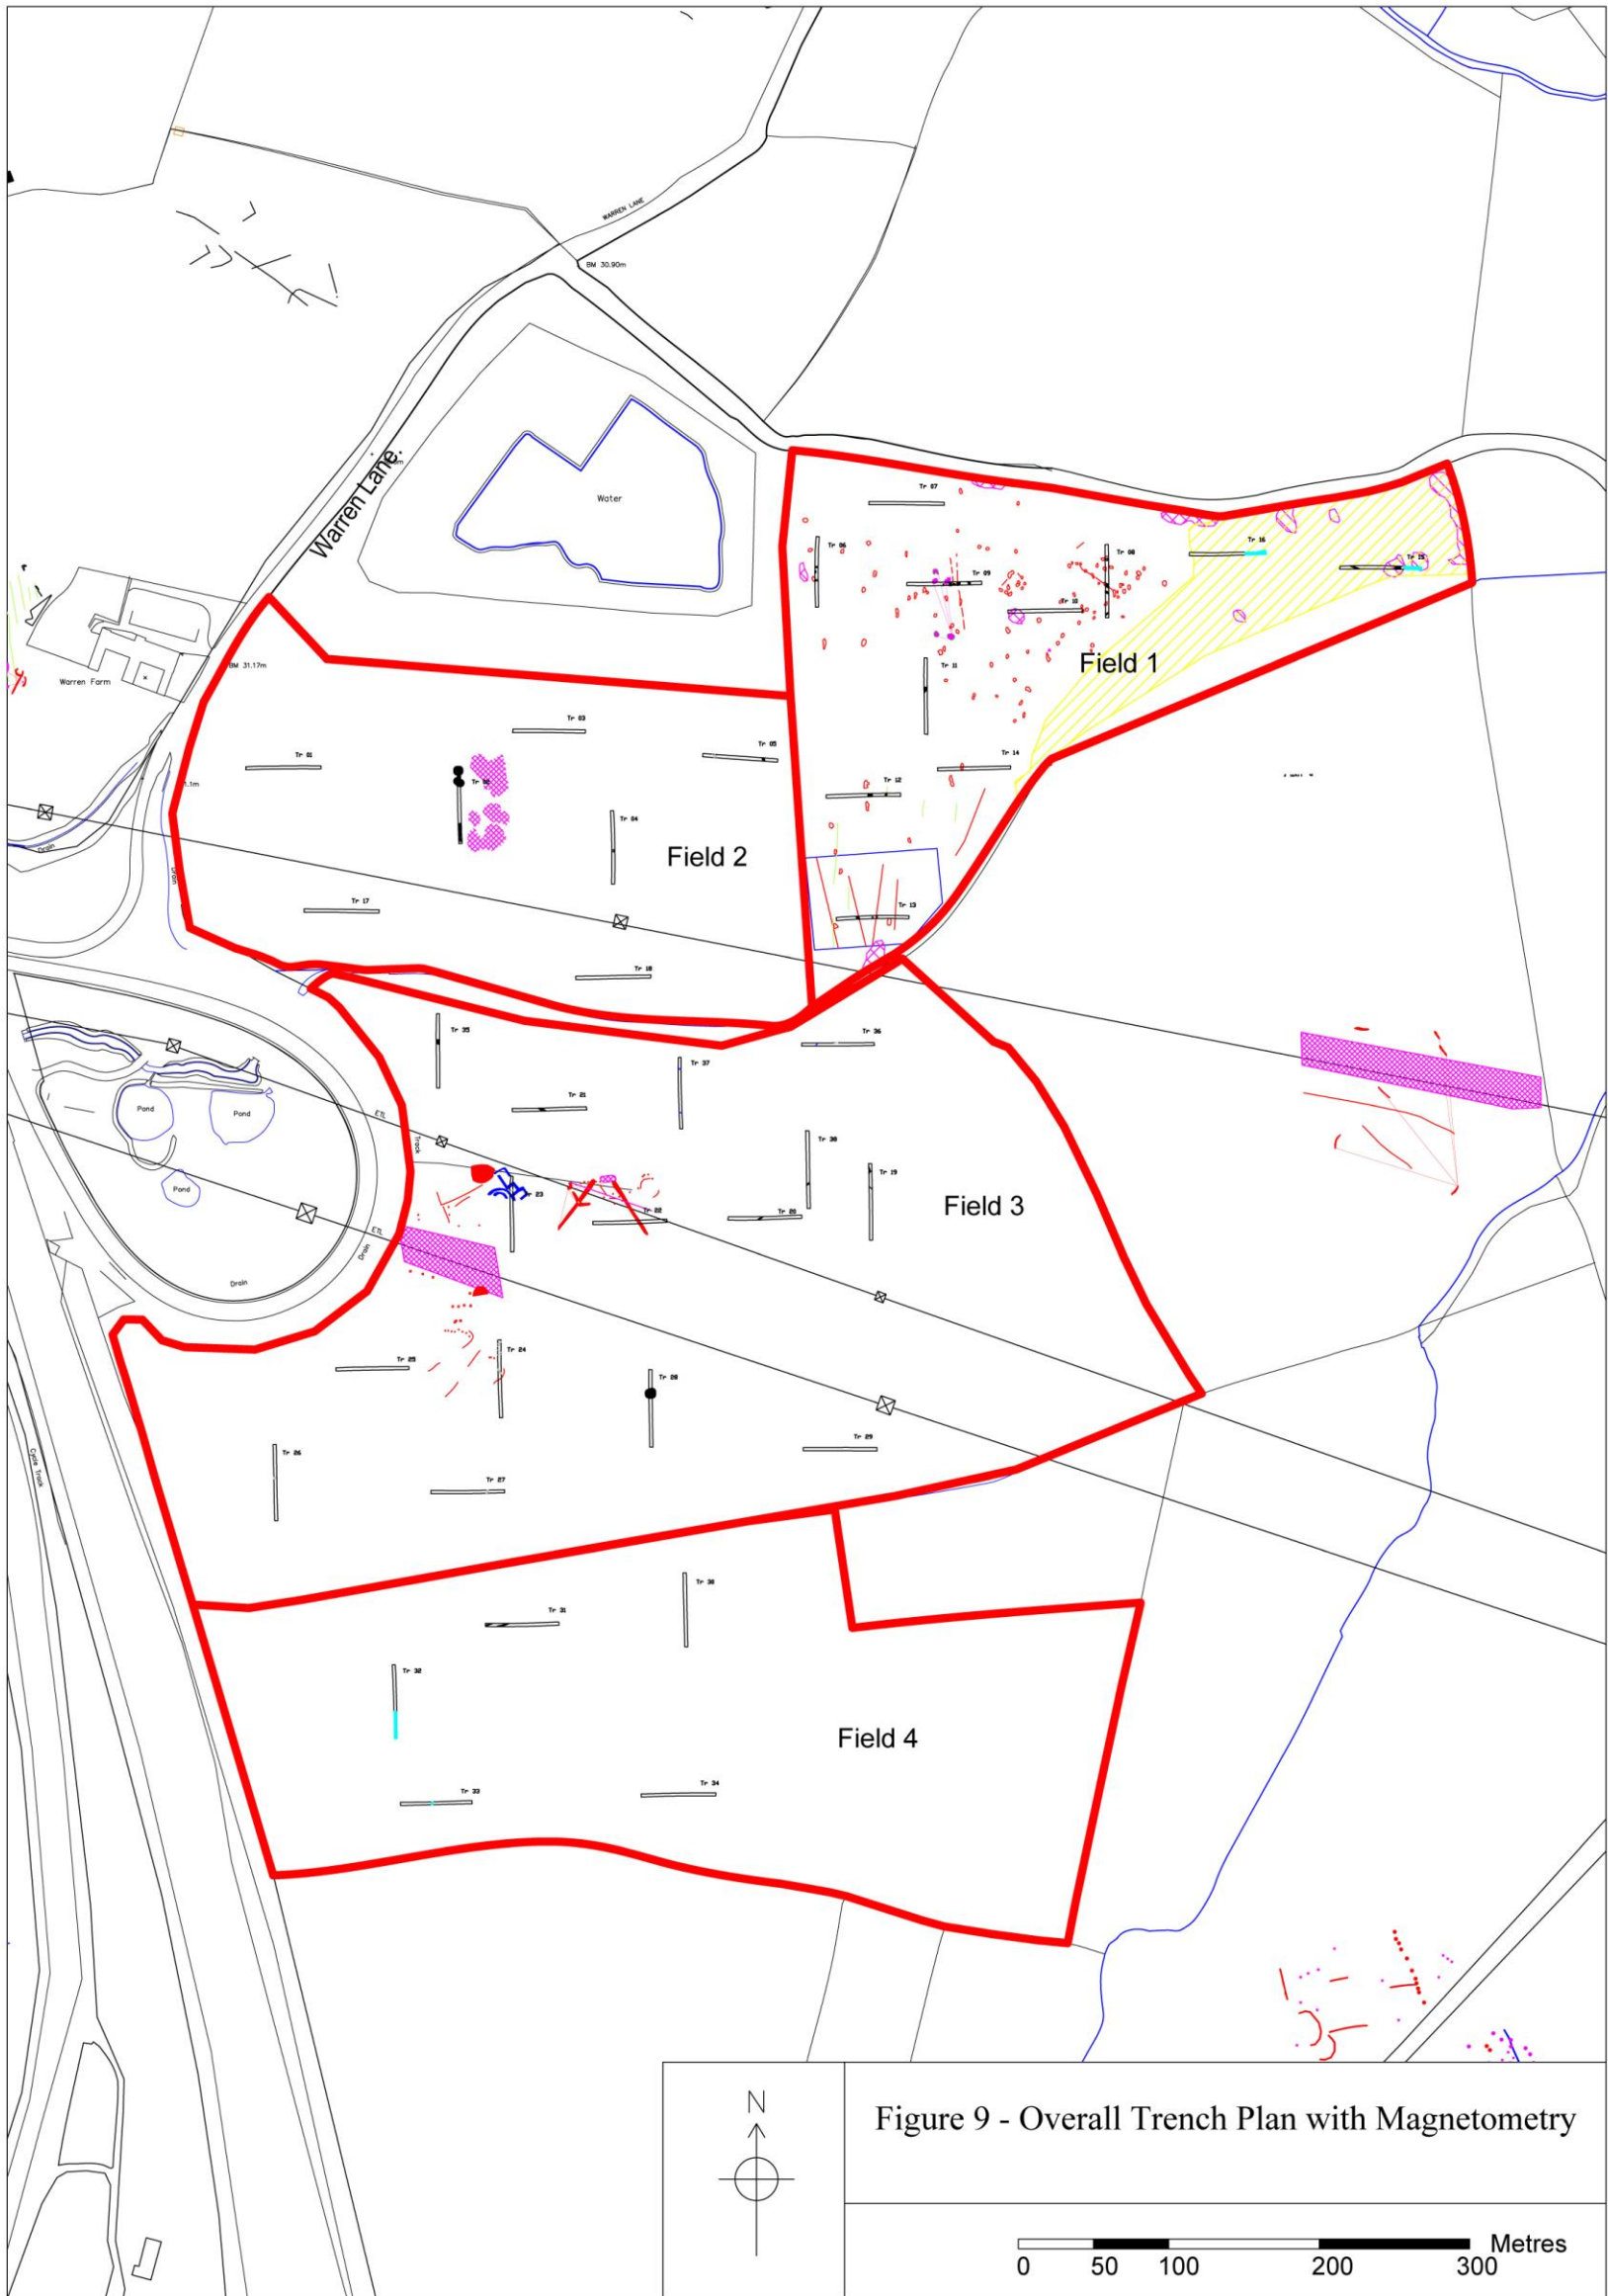 WARREN LANE
BM 30.90m
Warren Lane.
Water
Tr 07
Tr 06
Tr 08
Tr 16
Tr 15
Tr 09
Tr 10
Field 1
Warren Farm
BM 31.17m
Tr 11
Tr 03
Tr 01
Tr 05
Tr 14
Tr 12
Tr 04
Field 2
Drain
Drain
Tr 17
Tr 13
Tr 18
Tr 35
Tr 36
Tr 37
Tr 21
Pond
Pond
ETL
Track
Tr 38
Tr 19
Pond
23
Tr 22
Tr 20
Field 3
ETL
Drain
Drain
Tr 25
Tr 24
Tr 28
Tr 29
Tr 26
Cycle Track
Tr 27
Tr 31
Tr 32
Field 4
Tr 33
Tr 34
N
Figure 9 - Overall Trench Plan with Magnetometry
Metres
0 50 100 200 300